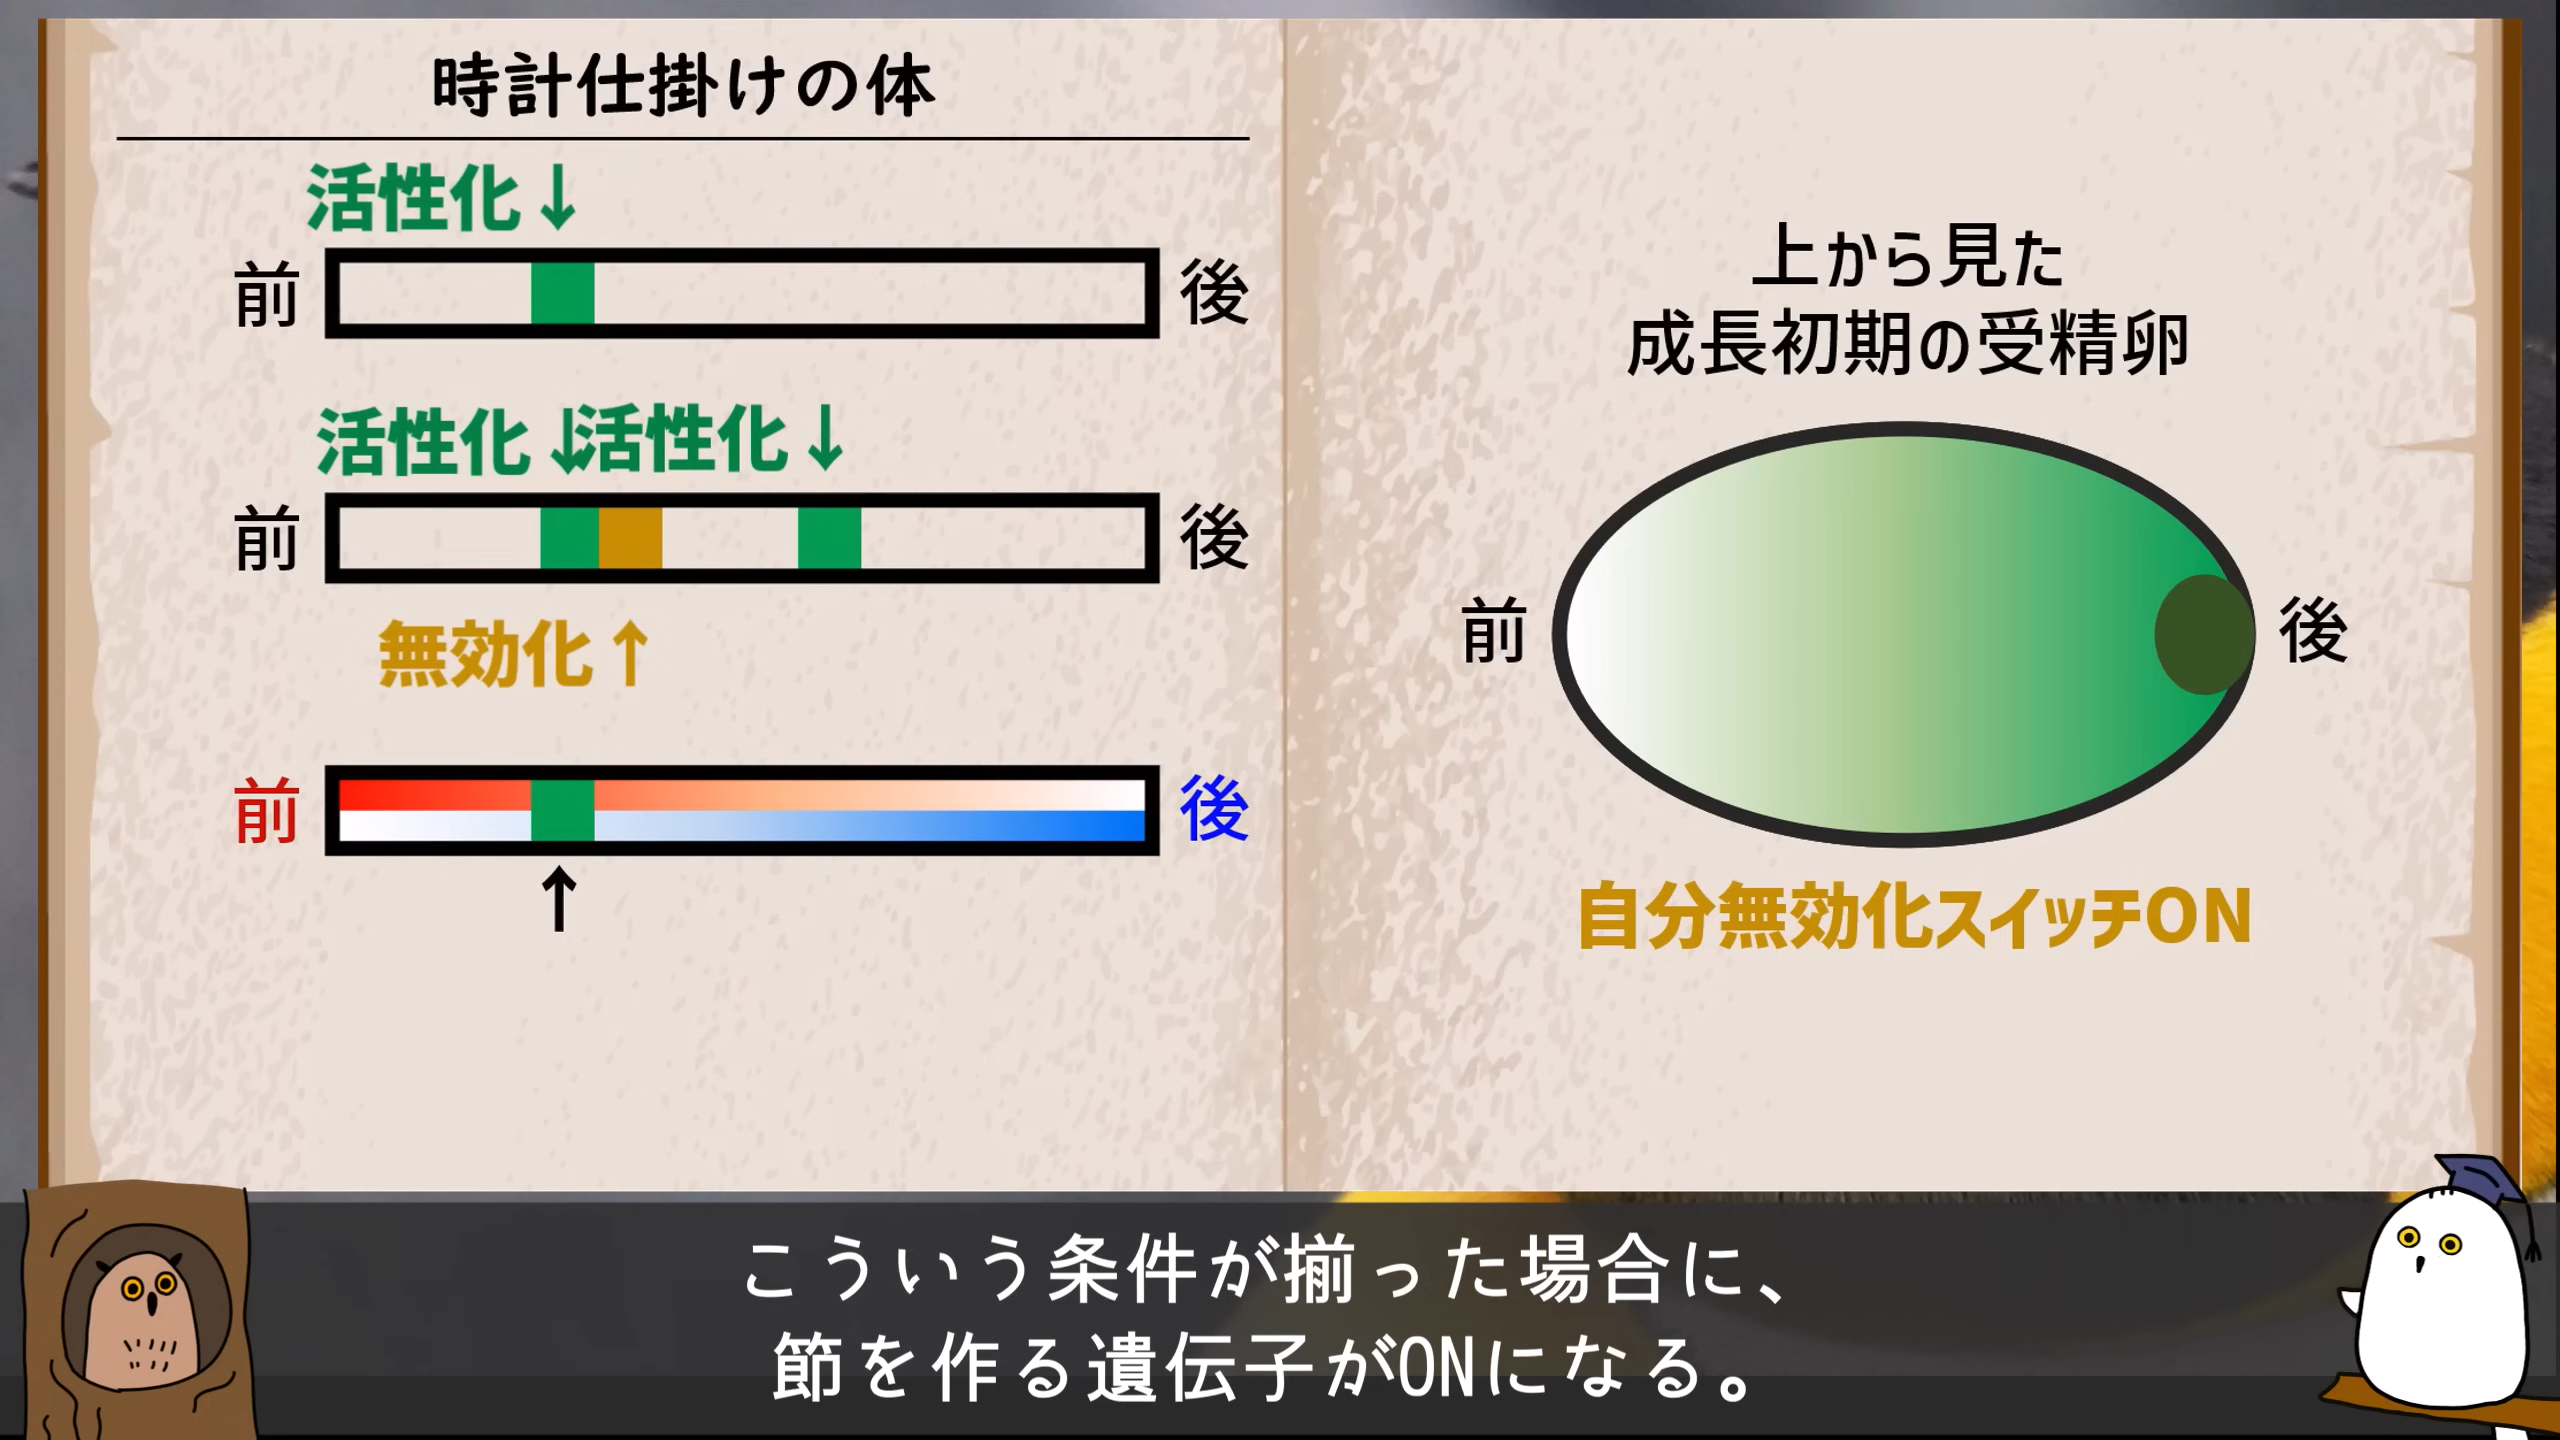 時計仕掛けの体
活性化↓
前 後
活性化↓活性化↓
前 後
無効化↑
前 後
↑
上から見た
成長初期の受精卵
前 後
自分無効化スイッチON
こういう条件が揃った場合に、
節を作る遺伝子がONになる。